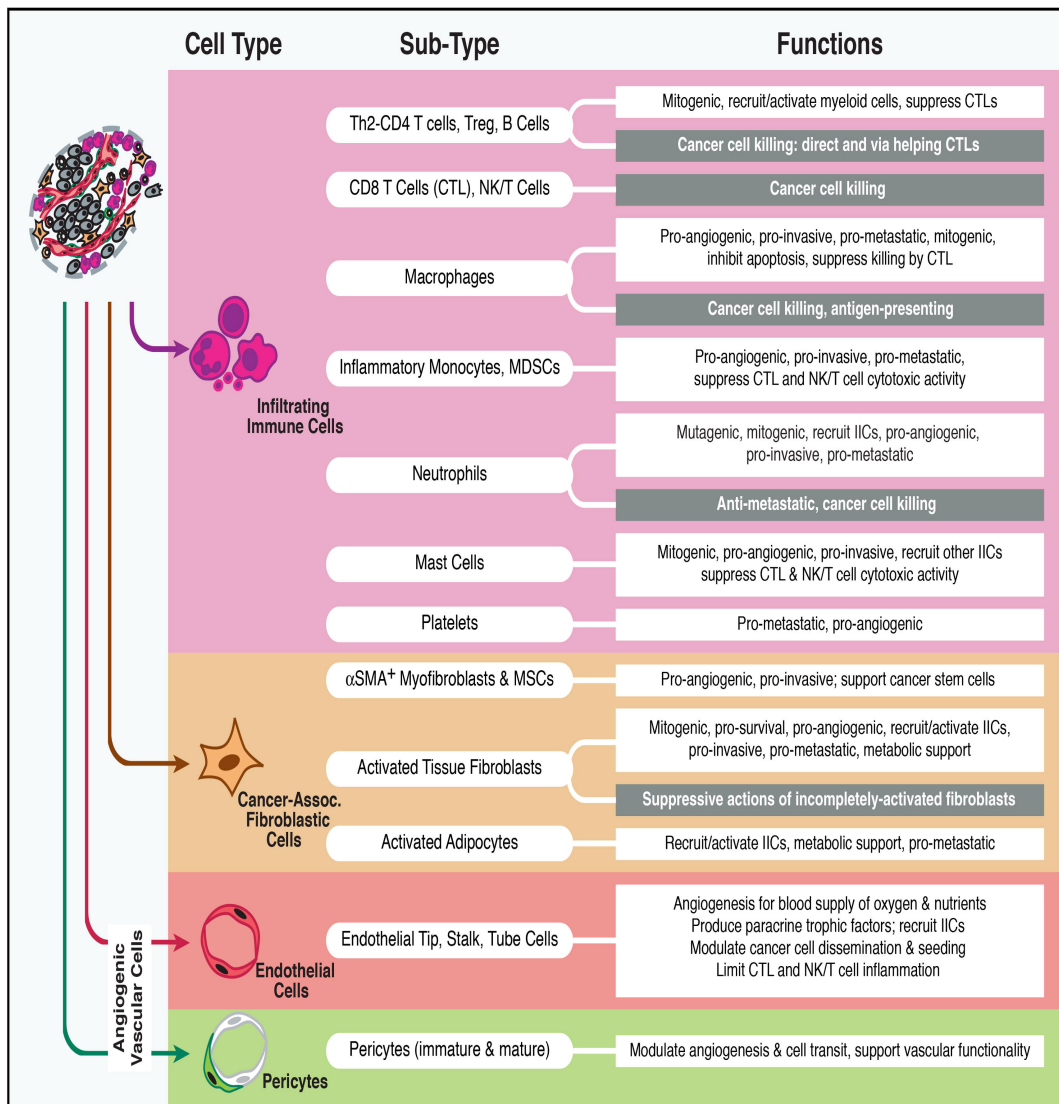 Cell Type
Sub-Type
Functions
Th2-CD4 T cells, Treg, B Cells
Mitogenic, recruit/activate myeloid cells, suppress CTLs
Cancer cell killing: direct and via helping CTLs
CD8 T Cells (CTL), NK/T Cells
Cancer cell killing
Macrophages
Pro-angiogenic, pro-invasive, pro-metastatic, mitogenic,
inhibit apoptosis, suppress killing by CTL
Cancer cell killing, antigen-presenting
Infiltrating
Immune Cells
Inflammatory Monocytes, MDSCs
Pro-angiogenic, pro-invasive, pro-metastatic,
suppress CTL and NK/T cell cytotoxic activity
Neutrophils
Mutagenic, mitogenic, recruit IICs, pro-angiogenic,
pro-invasive, pro-metastatic
Anti-metastatic, cancer cell killing
Mast Cells
Mitogenic, pro-angiogenic, pro-invasive, recruit other IICs
suppress CTL & NK/T cell cytotoxic activity
Platelets
Pro-metastatic, pro-angiogenic
αSMA+ Myofibroblasts & MSCs
Pro-angiogenic, pro-invasive; support cancer stem cells
Cancer-Assoc.
Fibroblastic
Cells
Activated Tissue Fibroblasts
Mitogenic, pro-survival, pro-angiogenic, recruit/activate IICs,
pro-invasive, pro-metastatic, metabolic support
Suppressive actions of incompletely-activated fibroblasts
Activated Adipocytes
Recruit/activate IICs, metabolic support, pro-metastatic
Angiogenic
Vascular Cells
Endothelial
Cells
Endothelial Tip, Stalk, Tube Cells
Angiogenesis for blood supply of oxygen & nutrients
Produce paracrine trophic factors; recruit IICs
Modulate cancer cell dissemination & seeding
Limit CTL and NK/T cell inflammation
Pericytes
Pericytes (immature & mature)
Modulate angiogenesis & cell transit, support vascular functionality